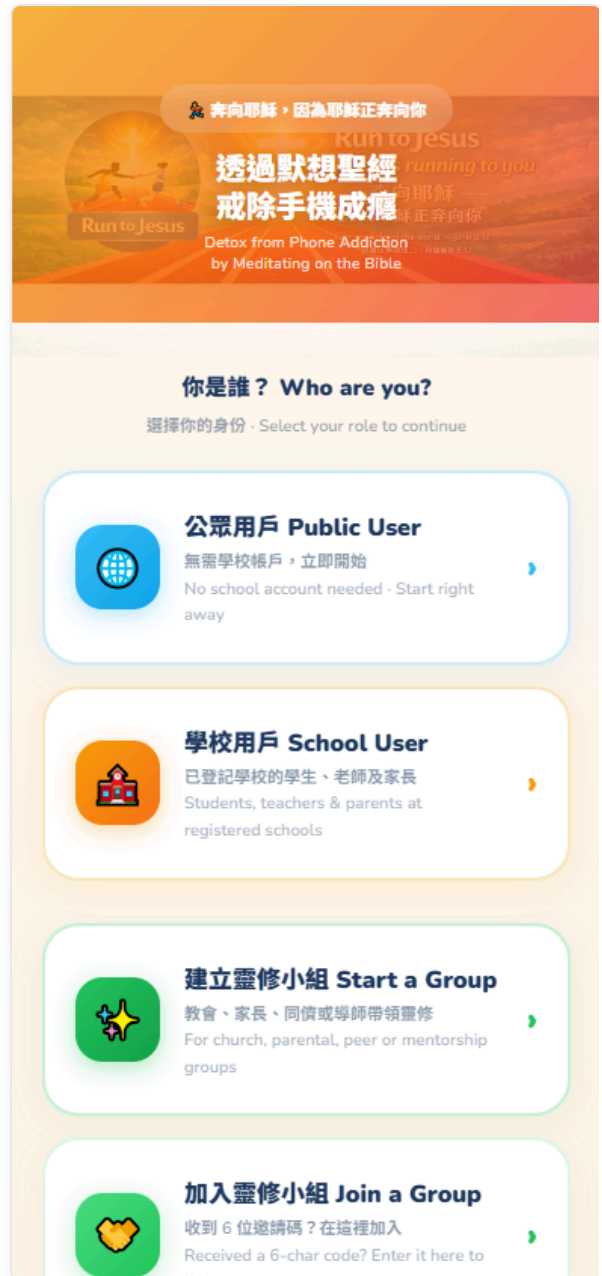 奔向耶穌，因為耶穌正奔向你
Run to Jesus
running to you
向耶穌
穌正奔向你
Run to Jesus
透過默想聖經
戒除手機成癮
Detox from Phone Addiction
by Meditating on the Bible
你是誰？ Who are you?
選擇你的身份 · Select your role to continue
公眾用戶 Public User
無需學校帳戶，立即開始
No school account needed · Start right
away
學校用戶 School User
已登記學校的學生、老師及家長
Students, teachers & parents at
registered schools
建立靈修小組 Start a Group
教會、家長、同儕或導師帶領靈修
For church, parental, peer or mentorship
groups
加入靈修小組 Join a Group
收到 6 位邀請碼？在這裡加入
Received a 6-char code? Enter it here to